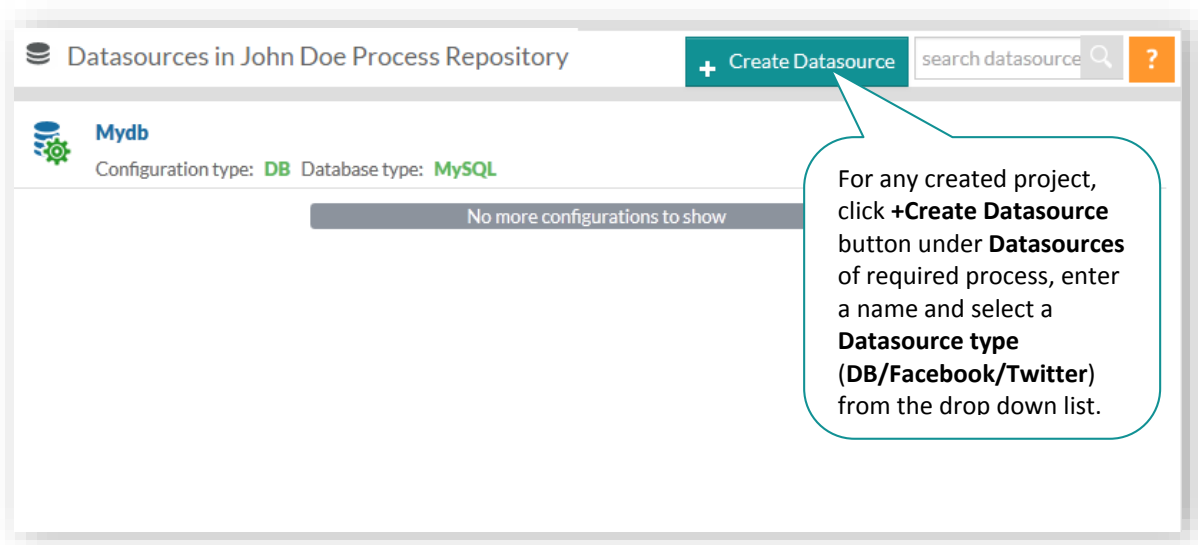 Datasources in John Doe Process Repository
+ Create Datasource
search datasource
?
Mydb
Configuration type: DB Database type: MySQL
No more configurations to show
For any created project,
click +Create Datasource
button under Datasources
of required process, enter
a name and select a
Datasource type
(DB/Facebook/Twitter)
from the drop down list.